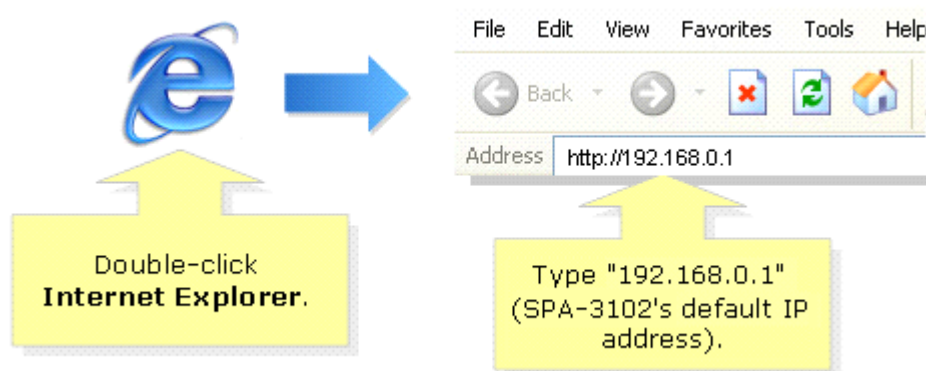 File Edit View Favorites Tools Help
Back
Address http://192.168.0.1
Double-click
Internet Explorer.
Type "192.168.0.1"
(SPA-3102's default IP
address).